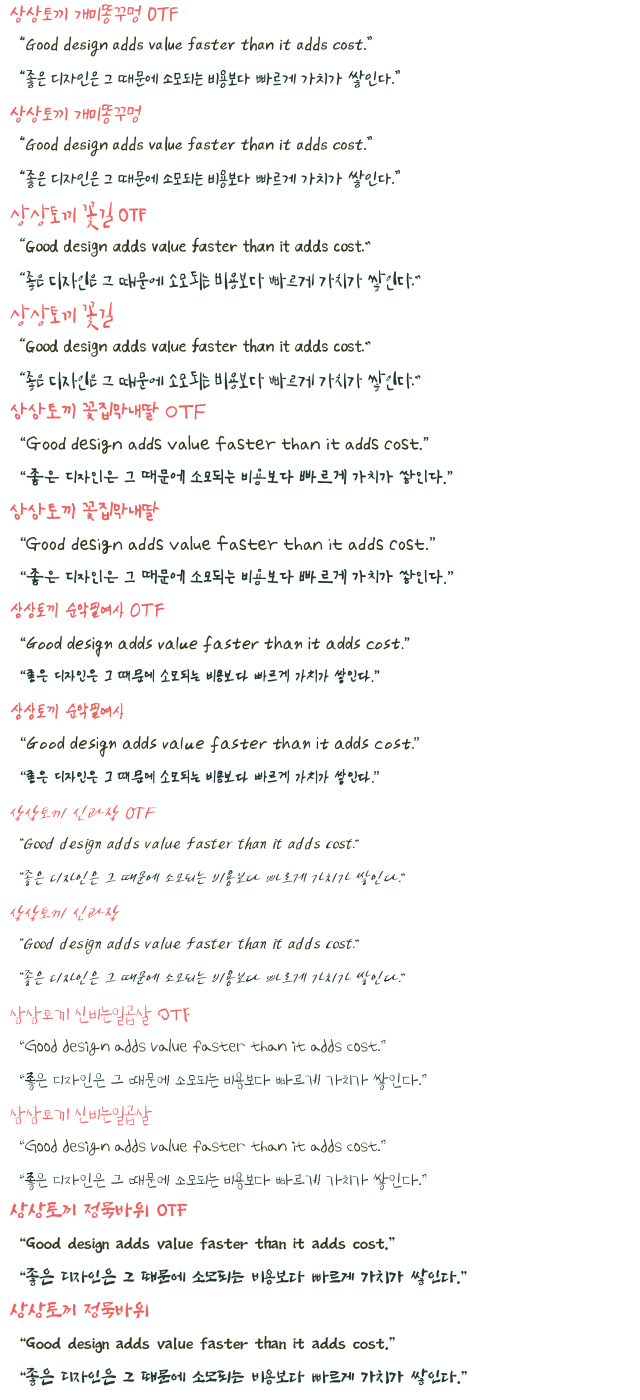 상상토끼 개미똥꾸멍 OTF
“Good design adds value faster than it adds cost.”
“좋은 디자인은 그 때문에 소모되는 비용보다 빠르게 가치가 쌓인다.”
상상토끼 개미똥꾸멍
“Good design adds value faster than it adds cost.”
“좋은 디자인은 그 때문에 소모되는 비용보다 빠르게 가치가 쌓인다.”
상상토끼 꽃길 OTF
“Good design adds value faster than it adds cost.”
“좋은 디자인은 그 때문에 소모되는 비용보다 빠르게 가치가 쌓인다.”
상상토끼 꽃길
“Good design adds value faster than it adds cost.”
“좋은 디자인은 그 때문에 소모되는 비용보다 빠르게 가치가 쌓인다.”
상상토끼 꽃집막내딸 OTF
“Good design adds value faster than it adds cost.”
“좋은 디자인은 그 때문에 소모되는 비용보다 빠르게 가치가 쌓인다.”
상상토끼 꽃집막내딸
“Good design adds value faster than it adds cost.”
“좋은 디자인은 그 때문에 소모되는 비용보다 빠르게 가치가 쌓인다.”
상상토끼 순악필여사 OTF
“Good design adds value faster than it adds cost.”
“좋은 디자인은 그 때문에 소모되는 비용보다 빠르게 가치가 쌓인다.”
상상토끼 순악필여사
“Good design adds value faster than it adds cost.”
“좋은 디자인은 그 때문에 소모되는 비용보다 빠르게 가치가 쌓인다.”
상상토끼 신과장 OTF
“Good design adds value faster than it adds cost.”
“좋은 디자인은 그 때문에 소모되는 비용보다 빠르게 가치가 쌓인다.”
상상토끼 신과장
“Good design adds value faster than it adds cost.”
“좋은 디자인은 그 때문에 소모되는 비용보다 빠르게 가치가 쌓인다.”
상상토끼 신비는일곱살 OTF
“Good design adds value faster than it adds cost.”
“좋은 디자인은 그 때문에 소모되는 비용보다 빠르게 가치가 쌓인다.”
상상토끼 신비는일곱살
“Good design adds value faster than it adds cost.”
“좋은 디자인은 그 때문에 소모되는 비용보다 빠르게 가치가 쌓인다.”
상상토끼 정묵바위 OTF
“Good design adds value faster than it adds cost.”
“좋은 디자인은 그 때문에 소모되는 비용보다 빠르게 가치가 쌓인다.”
상상토끼 정묵바위
“Good design adds value faster than it adds cost.”
“좋은 디자인은 그 때문에 소모되는 비용보다 빠르게 가치가 쌓인다.”